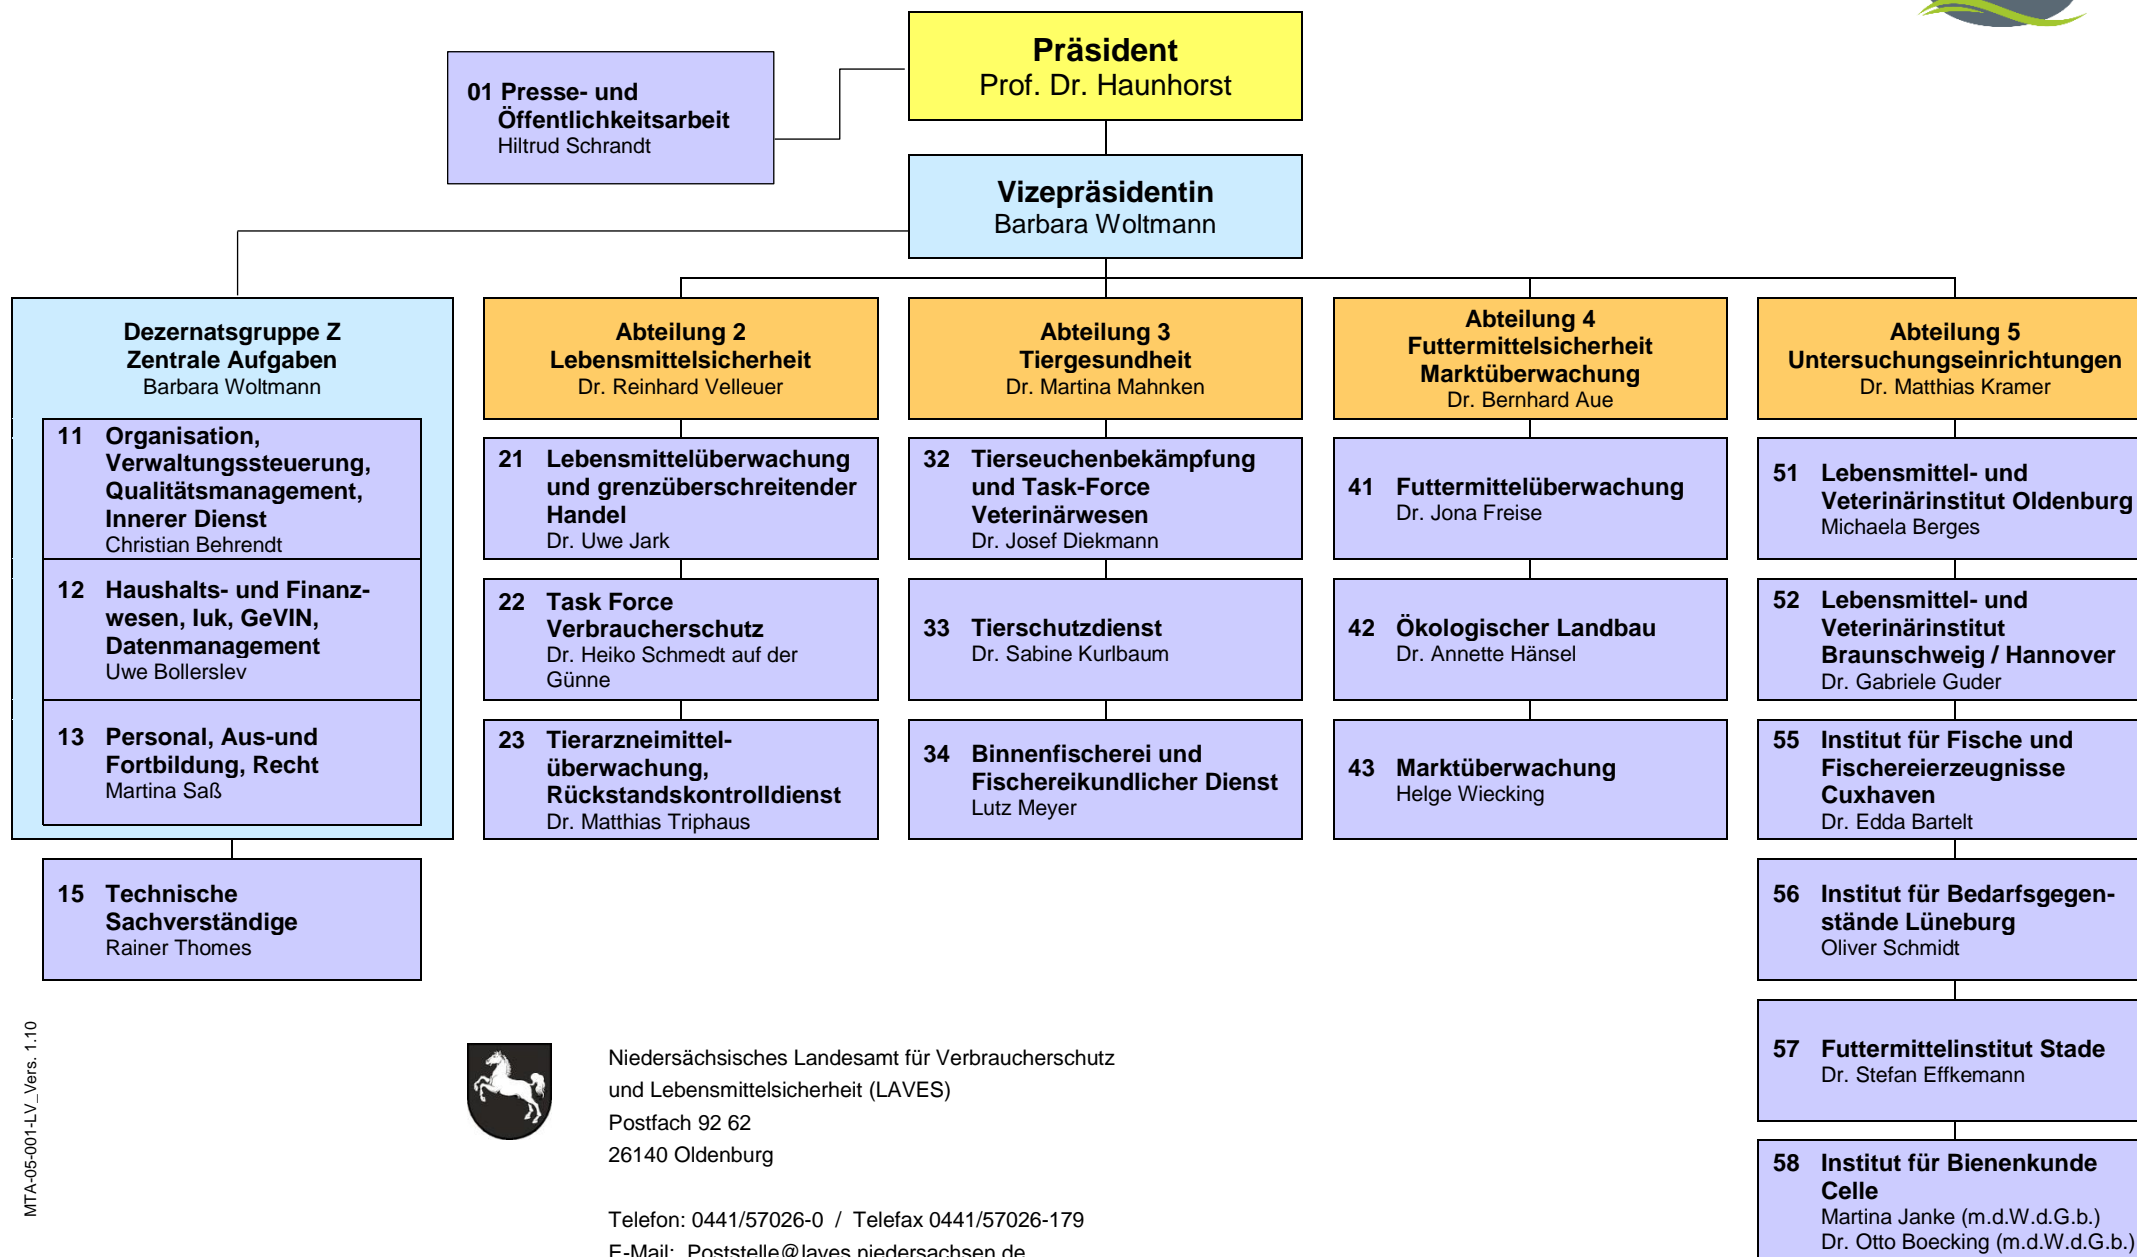 Präsident
Prof. Dr. Haunhorst
01 Presse- und
Öffentlichkeitsarbeit
Hiltrud Schrandt
Vizepräsidentin
Barbara Woltmann
Dezernatsgruppe Z
Zentrale Aufgaben
Barbara Woltmann
11 Organisation,
Verwaltungssteuerung,
Qualitätsmanagement,
Innerer Dienst
Christian Behrendt
12 Haushalts- und Finanz-
wesen, Iuk, GeVIN,
Datenmanagement
Uwe Bollerslev
13 Personal, Aus-und
Fortbildung, Recht
Martina Saß
15 Technische
Sachverständige
Rainer Thomes
Abteilung 2
Lebensmittelsicherheit
Dr. Reinhard Velleuer
21 Lebensmittelüberwachung
und grenzüberschreitender
Handel
Dr. Uwe Jark
22 Task Force
Verbraucherschutz
Dr. Heiko Schmedt auf der
Günne
23 Tierarzneimittel-
überwachung,
Rückstandskontrolldienst
Dr. Matthias Triphaus
Abteilung 3
Tiergesundheit
Dr. Martina Mahnken
32 Tierseuchenbekämpfung
und Task-Force
Veterinärwesen
Dr. Josef Diekmann
33 Tierschutzdienst
Dr. Sabine Kurlbaum
34 Binnenfischerei und
Fischereikundlicher Dienst
Lutz Meyer
Abteilung 4
Futtermittelsicherheit
Marktüberwachung
Dr. Bernhard Aue
41 Futtermittelüberwachung
Dr. Jona Freise
42 Ökologischer Landbau
Dr. Annette Hänsel
43 Marktüberwachung
Helge Wiecking
Abteilung 5
Untersuchungseinrichtungen
Dr. Matthias Kramer
51 Lebensmittel- und
Veterinärinstitut Oldenburg
Michaela Berges
52 Lebensmittel- und
Veterinärinstitut
Braunschweig / Hannover
Dr. Gabriele Guder
55 Institut für Fische und
Fischereierzeugnisse
Cuxhaven
Dr. Edda Bartelt
56 Institut für Bedarfsgegen-
stände Lüneburg
Oliver Schmidt
57 Futtermittelinstitut Stade
Dr. Stefan Effkemann
58 Institut für Bienenkunde
Celle
Martina Janke (m.d.W.d.G.b.)
Dr. Otto Boecking (m.d.W.d.G.b.)
MTA-05-001-LV_Vers. 1.10
Niedersächsisches Landesamt für Verbraucherschutz
und Lebensmittelsicherheit (LAVES)
Postfach 92 62
26140 Oldenburg
Telefon: 0441/57026-0 / Telefax 0441/57026-179
E-Mail: Poststelle@laves.niedersachsen.de